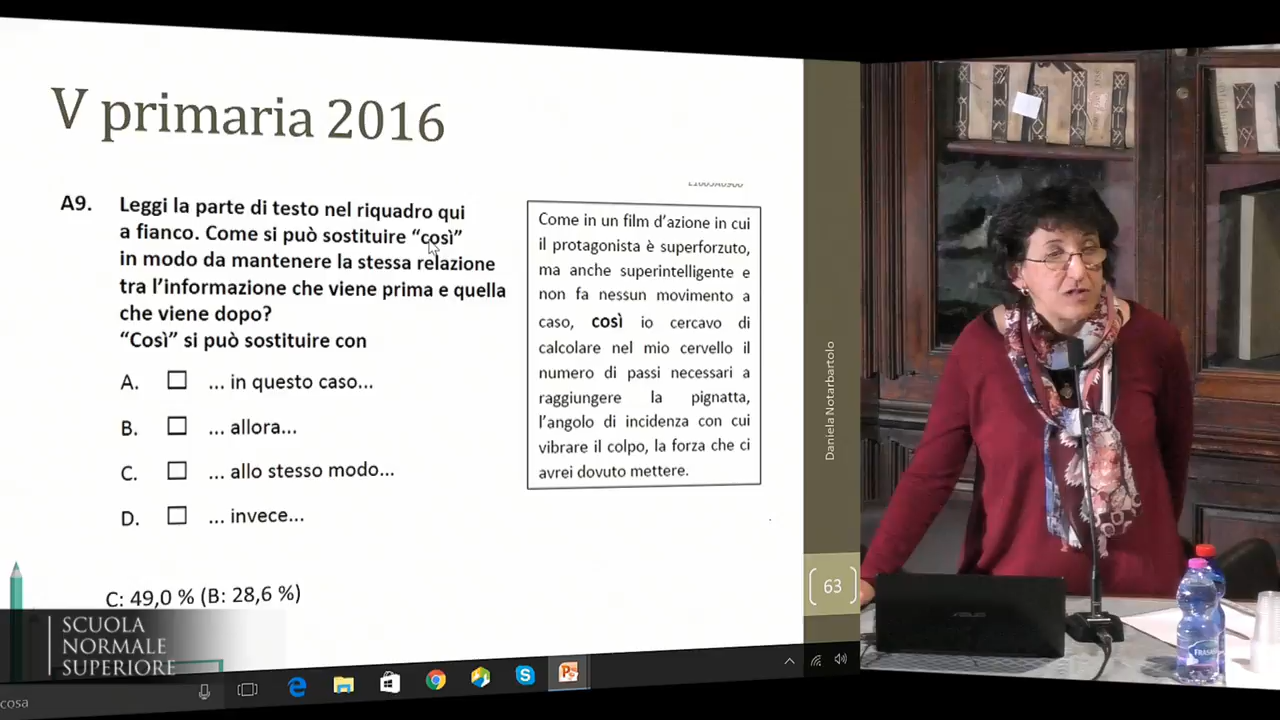 V primaria 2016
A9. Leggi la parte di testo nel riquadro qui
a fianco. Come si può sostituire “così”
in modo da mantenere la stessa relazione
tra l’informazione che viene prima e quella
che viene dopo?
“Così” si può sostituire con
A. ... in questo caso...
B. ... allora...
C. ... allo stesso modo...
D. ... invece...
C: 49,0 % (B: 28,6 %)
Come in un film d’azione in cui
il protagonista è superforzuto,
ma anche superintelligente e
non fa nessun movimento a
caso, così io cercavo di
calcolare nel mio cervello il
numero di passi necessari a
raggiungere la pignatta,
l’angolo di incidenza con cui
vibrare il colpo, la forza che ci
avrei dovuto mettere.
Daniela Notarbartolo
63
SCUOLA
NORMALE
SUPERIORE
cosa
ASUS